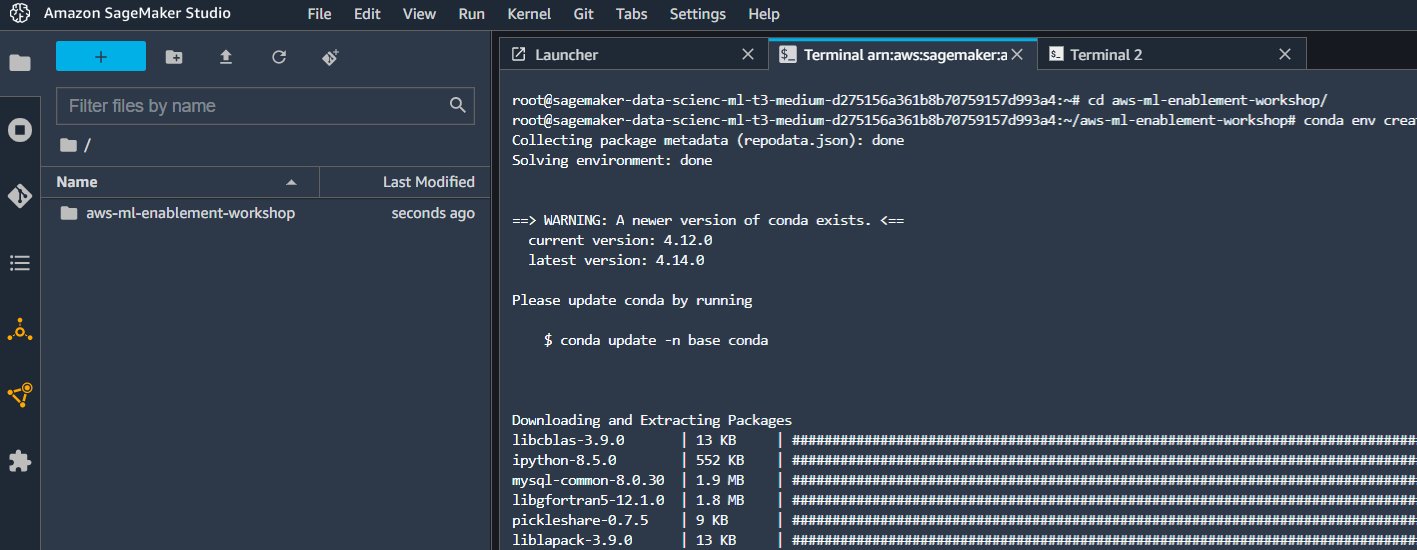 Amazon SageMaker Studio
File Edit View Run Kernel Git Tabs Settings Help
+
Filter files by name
/
Name Last Modified
aws-ml-enablement-workshop seconds ago
Launcher
$_ Terminal arn:aws:sagemaker:a
$_ Terminal 2
root@sagemaker-data-scienc-ml-t3-medium-d275156a361b8b70759157d993a4:~# cd aws-ml-enablement-workshop/
root@sagemaker-data-scienc-ml-t3-medium-d275156a361b8b70759157d993a4:~/aws-ml-enablement-workshop# conda env crea
Collecting package metadata (repodata.json): done
Solving environment: done
==> WARNING: A newer version of conda exists. <==
current version: 4.12.0
latest version: 4.14.0
Please update conda by running
$ conda update -n base conda
Downloading and Extracting Packages
libcblas-3.9.0 | 13 KB | ##############################################################################
ipython-8.5.0 | 552 KB | ##############################################################################
mysql-common-8.0.30 | 1.9 MB | ##############################################################################
libgfortran5-12.1.0 | 1.8 MB | ##############################################################################
pickleshare-0.7.5 | 9 KB | ##############################################################################
liblapack-3.9.0 | 13 KB | ##############################################################################